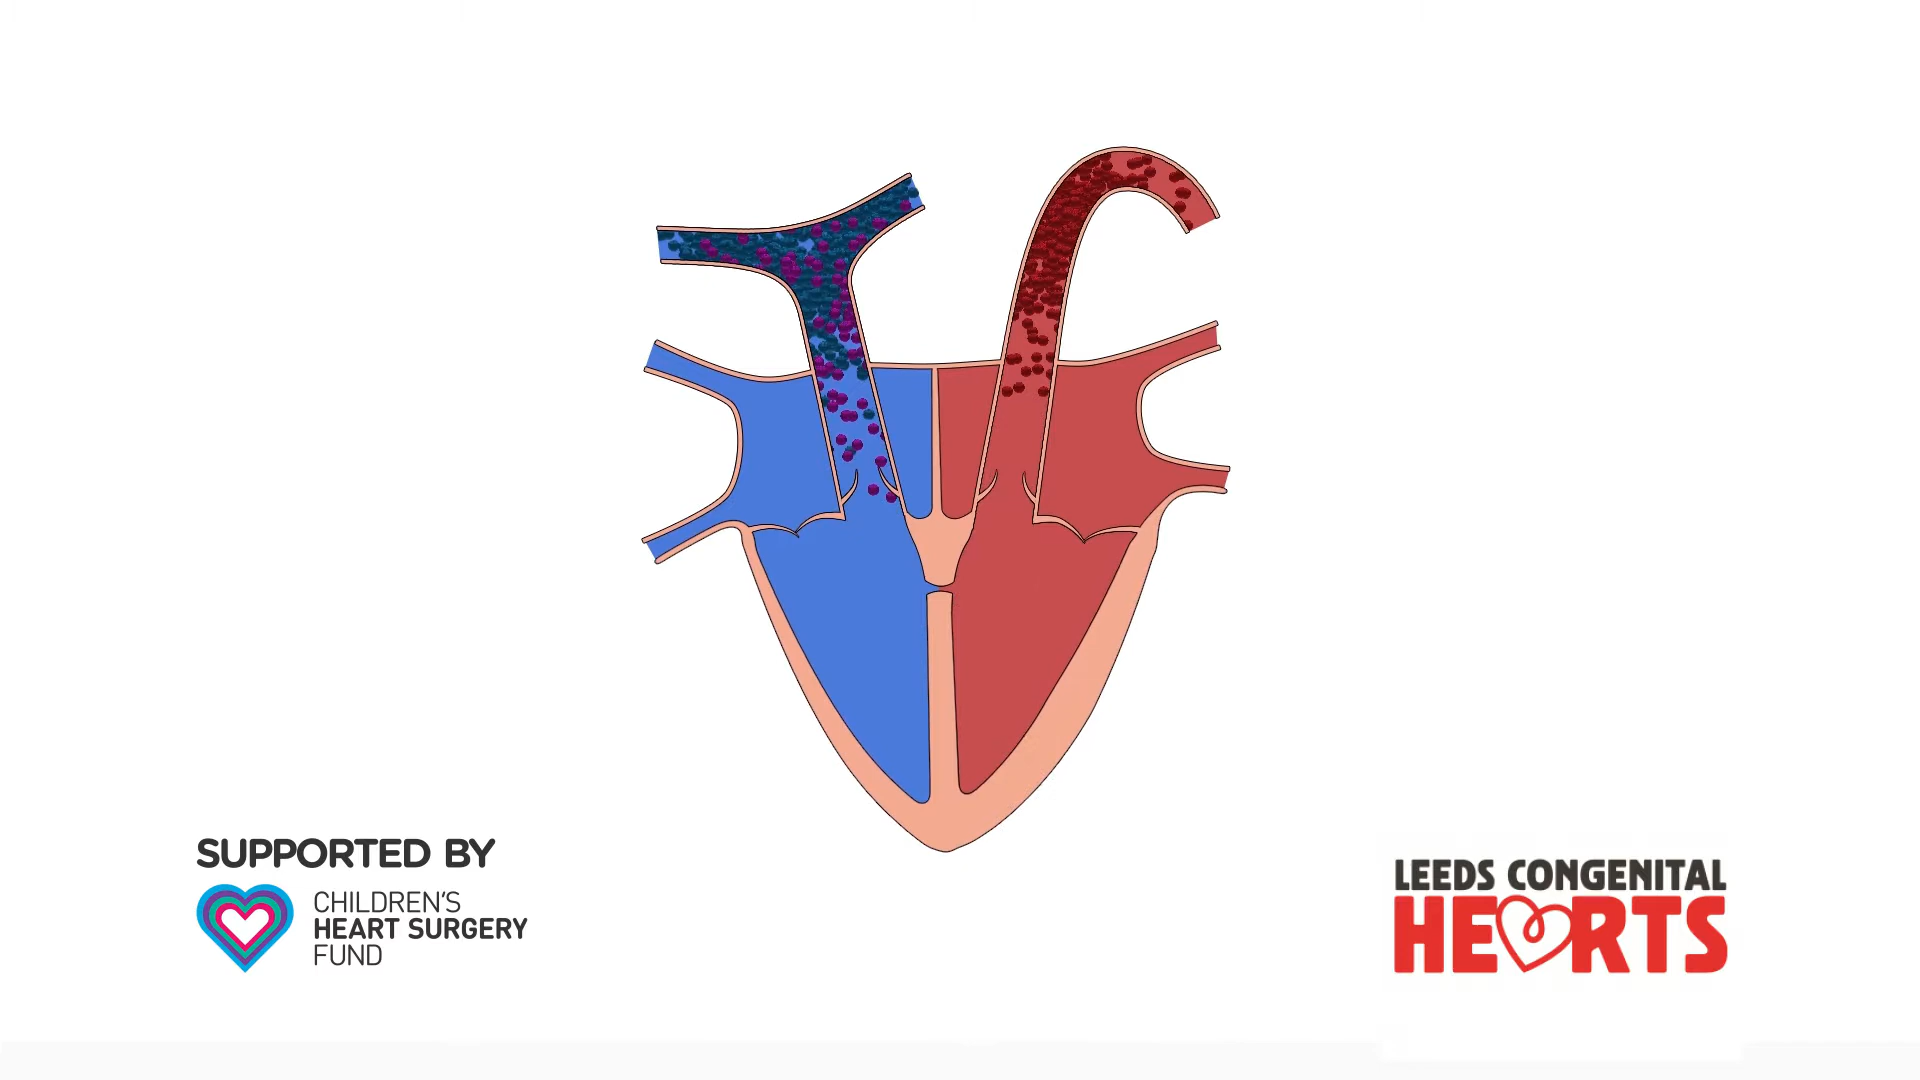 SUPPORTED BY
CHILDREN'S
HEART SURGERY
FUND
LEEDS CONGENITAL
HEARTS